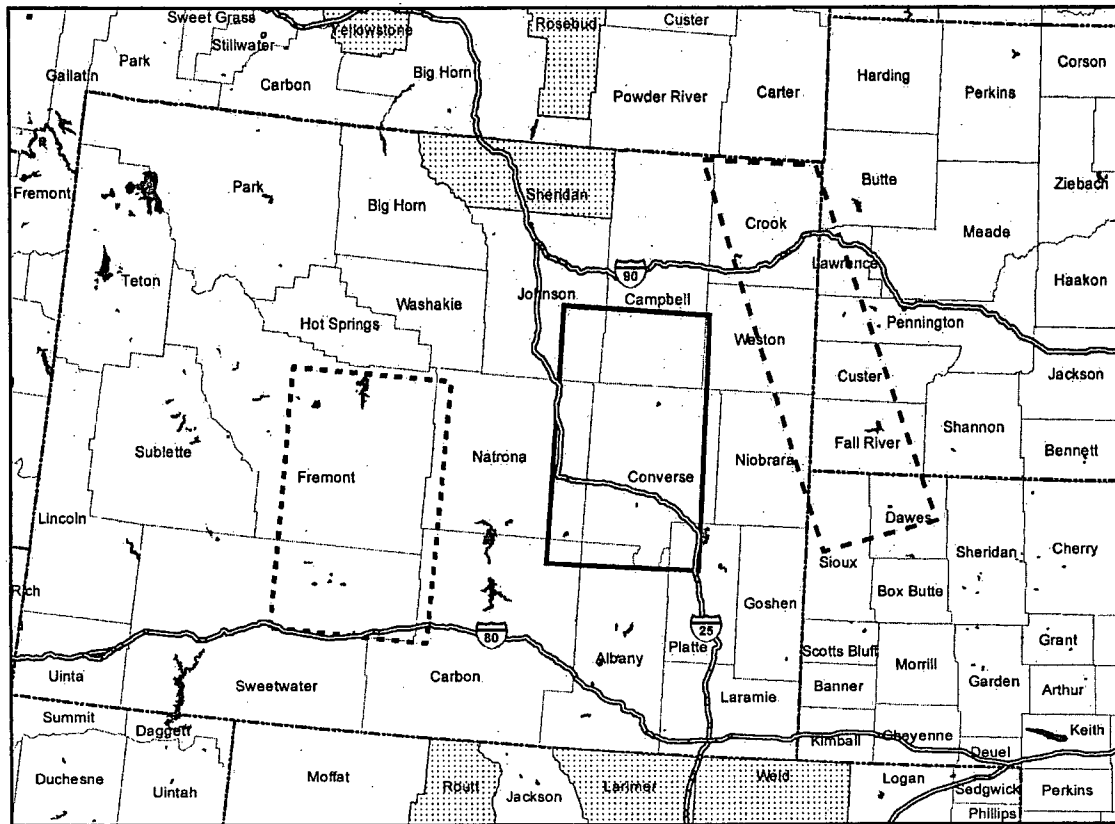 Sweet Grass
Yellowstone
Rosebud
Custer
Stillwater
Park
Gallatin
Carbon
Big Horn
Powder River
Carter
Harding
Perkins
Corson
Fremont
Park
Big Horn
Sheridan
Crook
Butte
Ziebach
Meade
Teton
Washakie
Johnson
90
Campbell
Lawrence
Haakon
Hot Springs
Weston
Pennington
Custer
Jackson
Sublette
Fremont
Natrona
Converse
Niobrara
Fall River
Shannon
Bennett
Lincoln
Dawes
Sioux
Sheridan
Cherry
Rich
Box Butte
Goshen
80
25
Albany
Platte
Scotts Bluff
Morrill
Grant
Uinta
Sweetwater
Carbon
Laramie
Banner
Garden
Arthur
Summit
Daggett
Kimball
Cheyenne
Deuel
Keith
Duchesne
Uintah
Moffat
Routt
Jackson
Larimer
Weld
Logan
Sedgwick
Perkins
Phillips